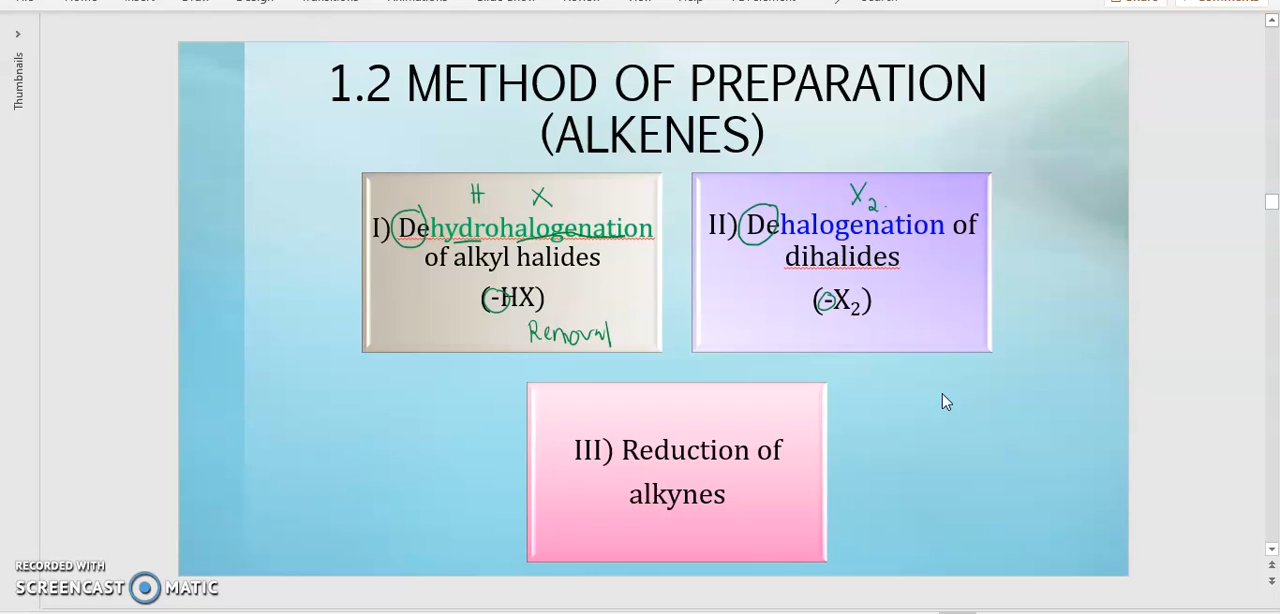 Thumbnails
1.2 METHOD OF PREPARATION
(ALKENES)
H X
I) Dehydrohalogenation
of alkyl halides
(-HX)
Removal
X2
II) Dehalogenation of
dihalides
(-X2)
III) Reduction of
alkynes
RECORDED WITH
SCREENCAST MATIC